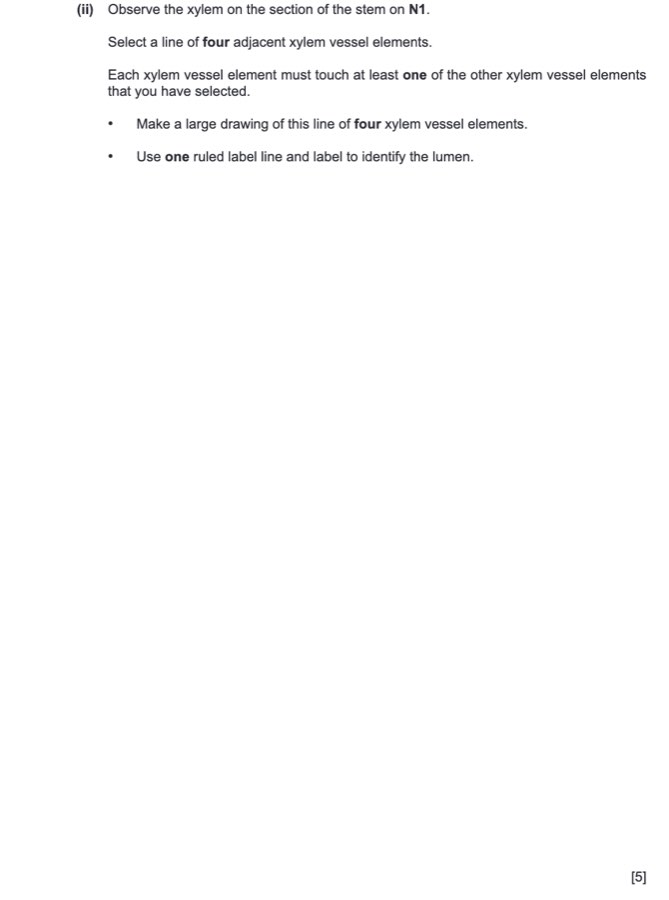 (ii) Observe the xylem on the section of the stem on N1.
Select a line of four adjacent xylem vessel elements.
Each xylem vessel element must touch at least one of the other xylem vessel elements
that you have selected.
• Make a large drawing of this line of four xylem vessel elements.
• Use one ruled label line and label to identify the lumen.
[5]